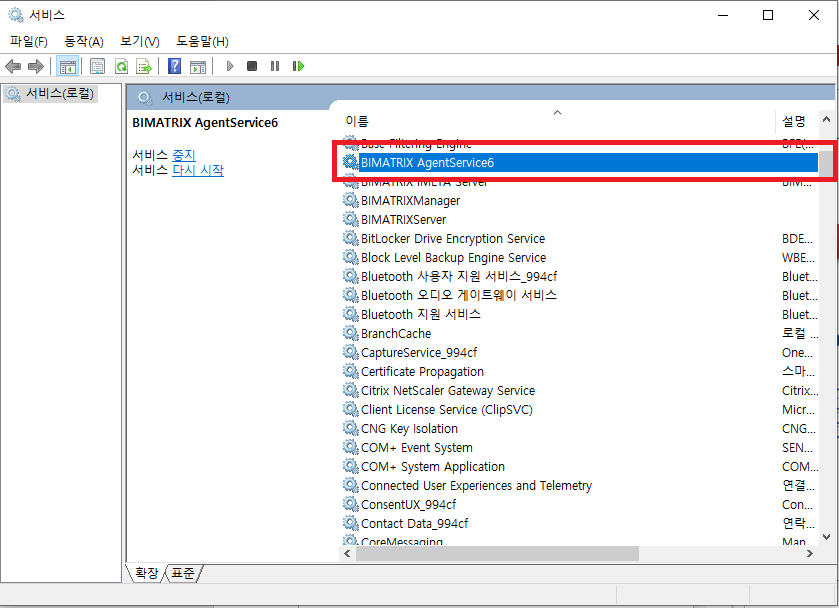 서비스
파일(F) 동작(A) 보기(V) 도움말(H)
서비스(로컬)
서비스(로컬)
BIMATRIX AgentService6
서비스 중지
서비스 다시 시작
이름 설명
Base Filtering Engine BFE(...
BIMATRIX AgentService6
BIMATRIX IMETA Server BIM...
BIMATRIXManager
BIMATRIXServer
BitLocker Drive Encryption Service BDE...
Block Level Backup Engine Service WBE...
Bluetooth 사용자 지원 서비스_994cf Bluet...
Bluetooth 오디오 게이트웨이 서비스 Bluet...
Bluetooth 지원 서비스 Bluet...
BranchCache 로컬 ...
CaptureService_994cf One...
Certificate Propagation 스마...
Citrix NetScaler Gateway Service Citrix...
Client License Service (ClipSVC) Micr...
CNG Key Isolation CNG...
COM+ Event System SEN...
COM+ System Application COM...
Connected User Experiences and Telemetry 연결...
ConsentUX_994cf Con...
Contact Data_994cf 연락...
CoreMessaging Man...
확장 표준